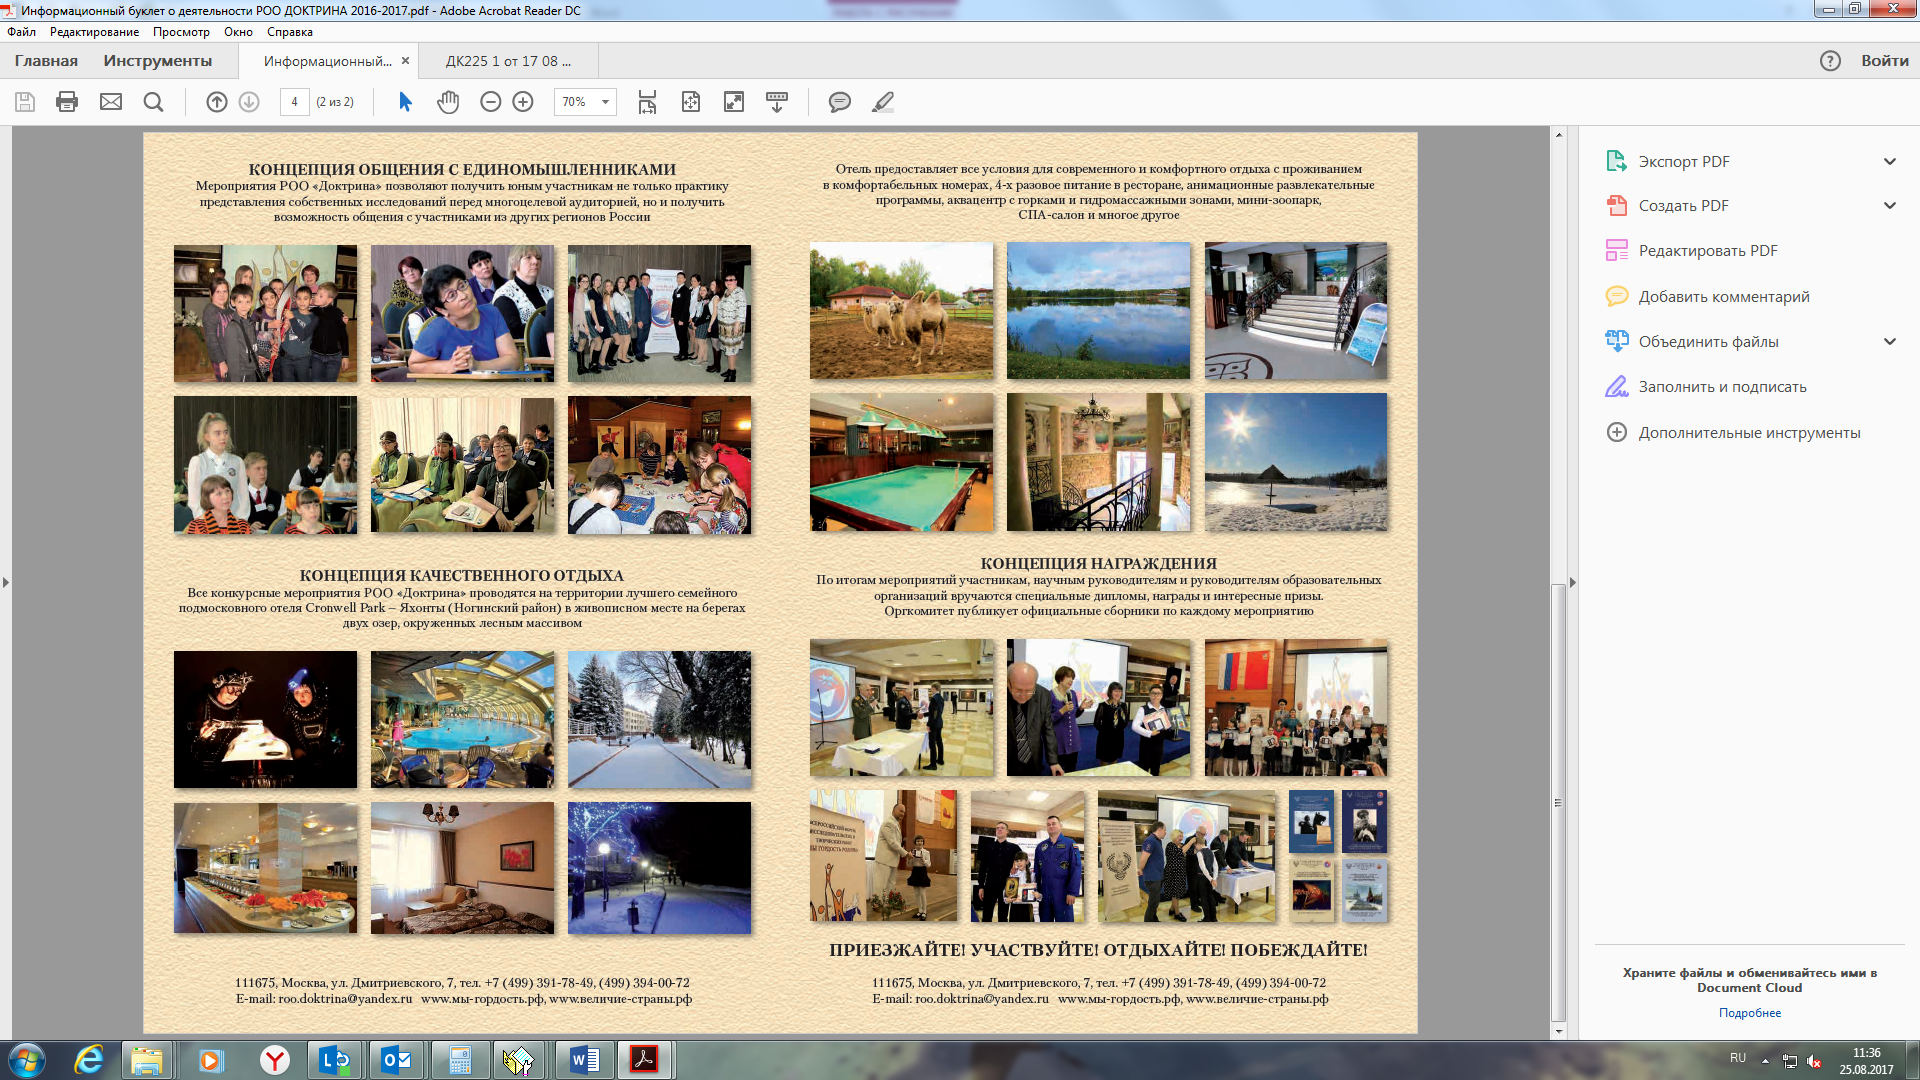 Информационный буклет о деятельности РОО ДОКТРИНА 2016-2017.pdf - Adobe Acrobat Reader DC
Файл Редактирование Просмотр Окно Справка
Главная Инструменты Информационный... × ДК225 1 от 17 08 ... Войти
4 (2 из 2) 70%
КОНЦЕПЦИЯ ОБЩЕНИЯ С ЕДИНОМЫШЛЕННИКАМИ
Мероприятия РОО «Доктрина» позволяют получить юным участникам не только практику
представления собственных исследований перед многоцелевой аудиторией, но и получить
возможность общения с участниками из других регионов России
КОНЦЕПЦИЯ КАЧЕСТВЕННОГО ОТДЫХА
Все конкурсные мероприятия РОО «Доктрина» проводятся на территории лучшего семейного
подмосковного отеля Cronwell Park – Яхонты (Ногинский район) в живописном месте на берегах
двух озер, окруженных лесным массивом
111675, Москва, ул. Дмитриевского, 7, тел. +7 (499) 391-78-49, (499) 394-00-72
E-mail: roo.doktrina@yandex.ru www.мы-гордость.рф, www.величие-страны.рф
Отель предоставляет все условия для современного и комфортного отдыха с проживанием
в комфортабельных номерах, 4-х разовое питание в ресторане, анимационные развлекательные
программы, аквацентр с горками и гидромассажными зонами, мини-зоопарк,
СПА-салон и многое другое
КОНЦЕПЦИЯ НАГРАЖДЕНИЯ
По итогам мероприятий участникам, научным руководителям и руководителям образовательных
организаций вручаются специальные дипломы, награды и интересные призы.
Оргкомитет публикует официальные сборники по каждому мероприятию
ПРИЕЗЖАЙТЕ! УЧАСТВУЙТЕ! ОТДЫХАЙТЕ! ПОБЕЖДАЙТЕ!
111675, Москва, ул. Дмитриевского, 7, тел. +7 (499) 391-78-49, (499) 394-00-72
E-mail: roo.doktrina@yandex.ru www.мы-гордость.рф, www.величие-страны.рф
Экспорт PDF
Создать PDF
Редактировать PDF
Добавить комментарий
Объединить файлы
Заполнить и подписать
Дополнительные инструменты
Храните файлы и обменивайтесь ими в
Document Cloud
Подробнее
RU
11:36
25.08.2017